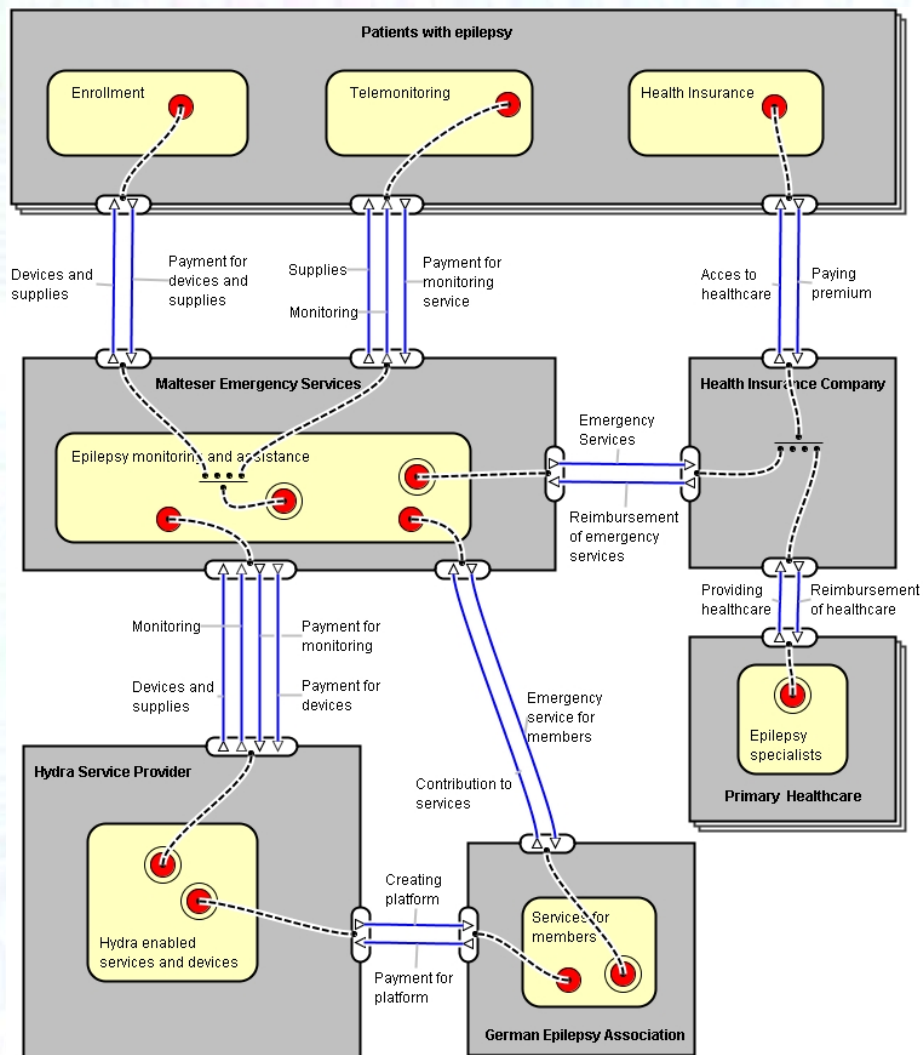 Patients with epilepsy
Enrollment
Telemonitoring
Health Insurance
Devices and
supplies
Payment for
devices and
supplies
Supplies
Monitoring
Payment for
monitoring
service
Acces to
healthcare
Paying
premium
Malteser Emergency Services
Health Insurance Company
Epilepsy monitoring and assistance
Emergency
Services
Reimbursement
of emergency
services
Monitoring
Payment for
monitoring
Devices and
supplies
Payment for
devices
Providing
healthcare
Reimbursement
of healthcare
Epilepsy
specialists
Primary Healthcare
Emergency
service for
members
Contribution to
services
Hydra Service Provider
Hydra enabled
services and devices
Creating
platform
Payment for
platform
Services for
members
German Epilepsy Association